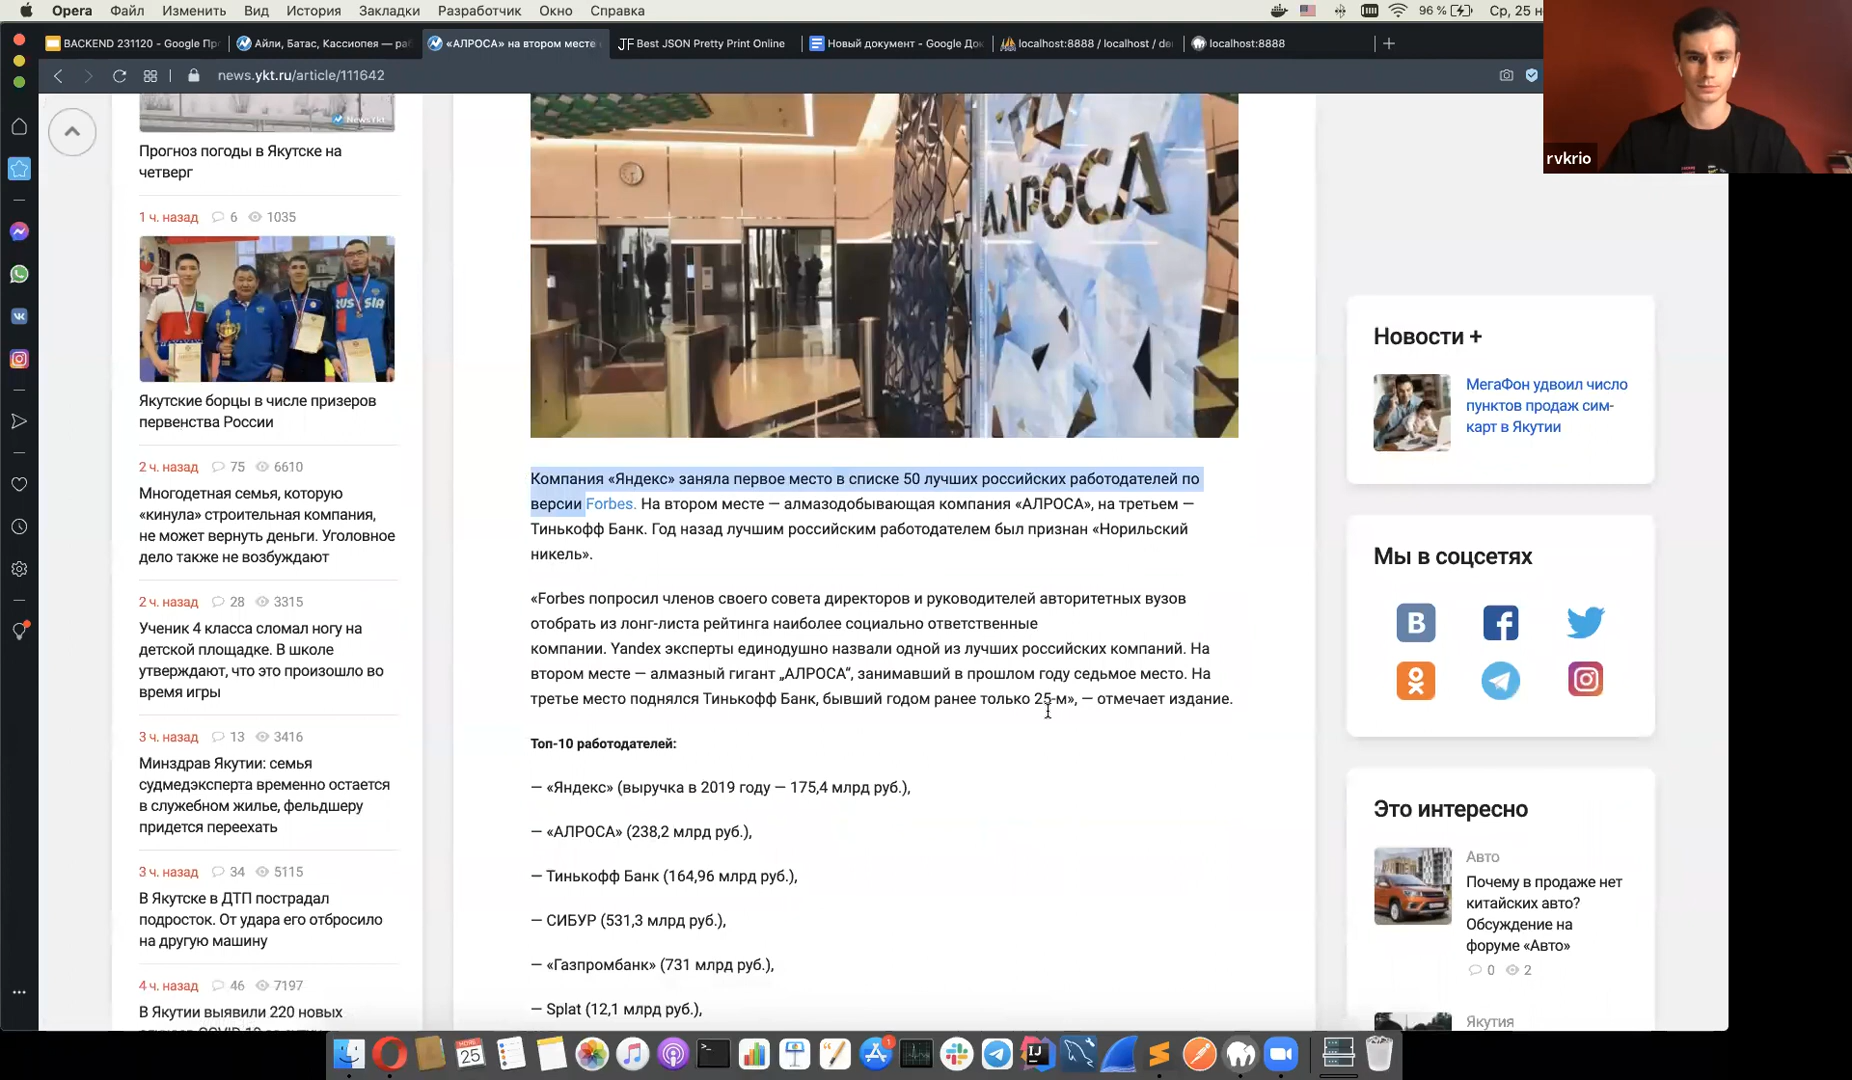 Opera Файл Изменить Вид История Закладки Разработчик Окно Справка
96 % Ср, 25 н
BACKEND 231120 - Google Пр
Айли, Батас, Кассиопея — ра
«АЛРОСА» на втором месте
Best JSON Pretty Print Online
Новый документ - Google До
localhost:8888 / localhost / de
localhost:8888
news.ykt.ru/article/111642
rvkrio
News.Ykt
Прогноз погоды в Якутске на
четверг
1 ч. назад 6 1035
RUSSIA
Якутские борцы в числе призеров
первенства России
2 ч. назад 75 6610
Многодетная семья, которую
«кинула» строительная компания,
не может вернуть деньги. Уголовное
дело также не возбуждают
2 ч. назад 28 3315
Ученик 4 класса сломал ногу на
детской площадке. В школе
утверждают, что это произошло во
время игры
3 ч. назад 13 3416
Минздрав Якутии: семья
судмедэксперта временно остается
в служебном жилье, фельдшеру
придется переехать
3 ч. назад 34 5115
В Якутске в ДТП пострадал
подросток. От удара его отбросило
на другую машину
4 ч. назад 46 7197
В Якутии выявили 220 новых
АЛРОСА
Компания «Яндекс» заняла первое место в списке 50 лучших российских работодателей по
версии Forbes. На втором месте — алмазодобывающая компания «АЛРОСА», на третьем —
Тинькофф Банк. Год назад лучшим российским работодателем был признан «Норильский
никель».
«Forbes попросил членов своего совета директоров и руководителей авторитетных вузов
отобрать из лонг-листа рейтинга наиболее социально ответственные
компании. Yandex эксперты единодушно назвали одной из лучших российских компаний. На
втором месте — алмазный гигант „АЛРОСА“, занимавший в прошлом году седьмое место. На
третье место поднялся Тинькофф Банк, бывший годом ранее только 25-м», — отмечает издание.
Топ-10 работодателей:
— «Яндекс» (выручка в 2019 году — 175,4 млрд руб.),
— «АЛРОСА» (238,2 млрд руб.),
— Тинькофф Банк (164,96 млрд руб.),
— СИБУР (531,3 млрд руб.),
— «Газпромбанк» (731 млрд руб.),
— Splat (12,1 млрд руб.),
Новости +
МегаФон удвоил число
пунктов продаж сим-
карт в Якутии
Мы в соцсетях
Это интересно
Авто
Почему в продаже нет
китайских авто?
Обсуждение на
форуме «Авто»
0 2
Якутия
25
1